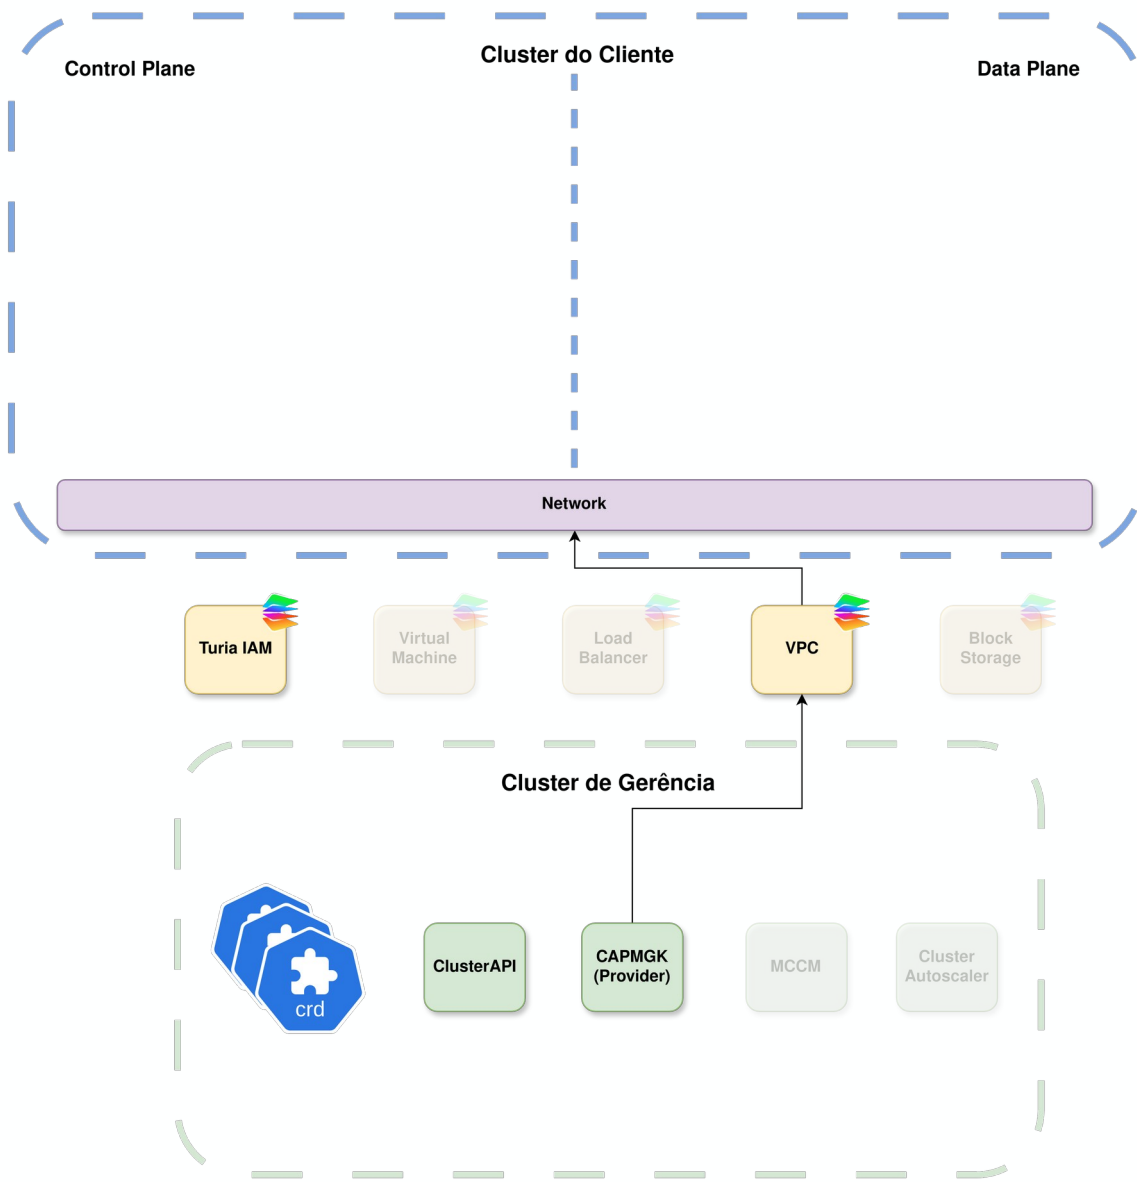 Cluster do Cliente
Control Plane
Data Plane
Network
Turia IAM
Virtual
Machine
Load
Balancer
VPC
Block
Storage
Cluster de Gerência
crd
ClusterAPI
CAPMGK
(Provider)
MCCM
Cluster
Autoscaler